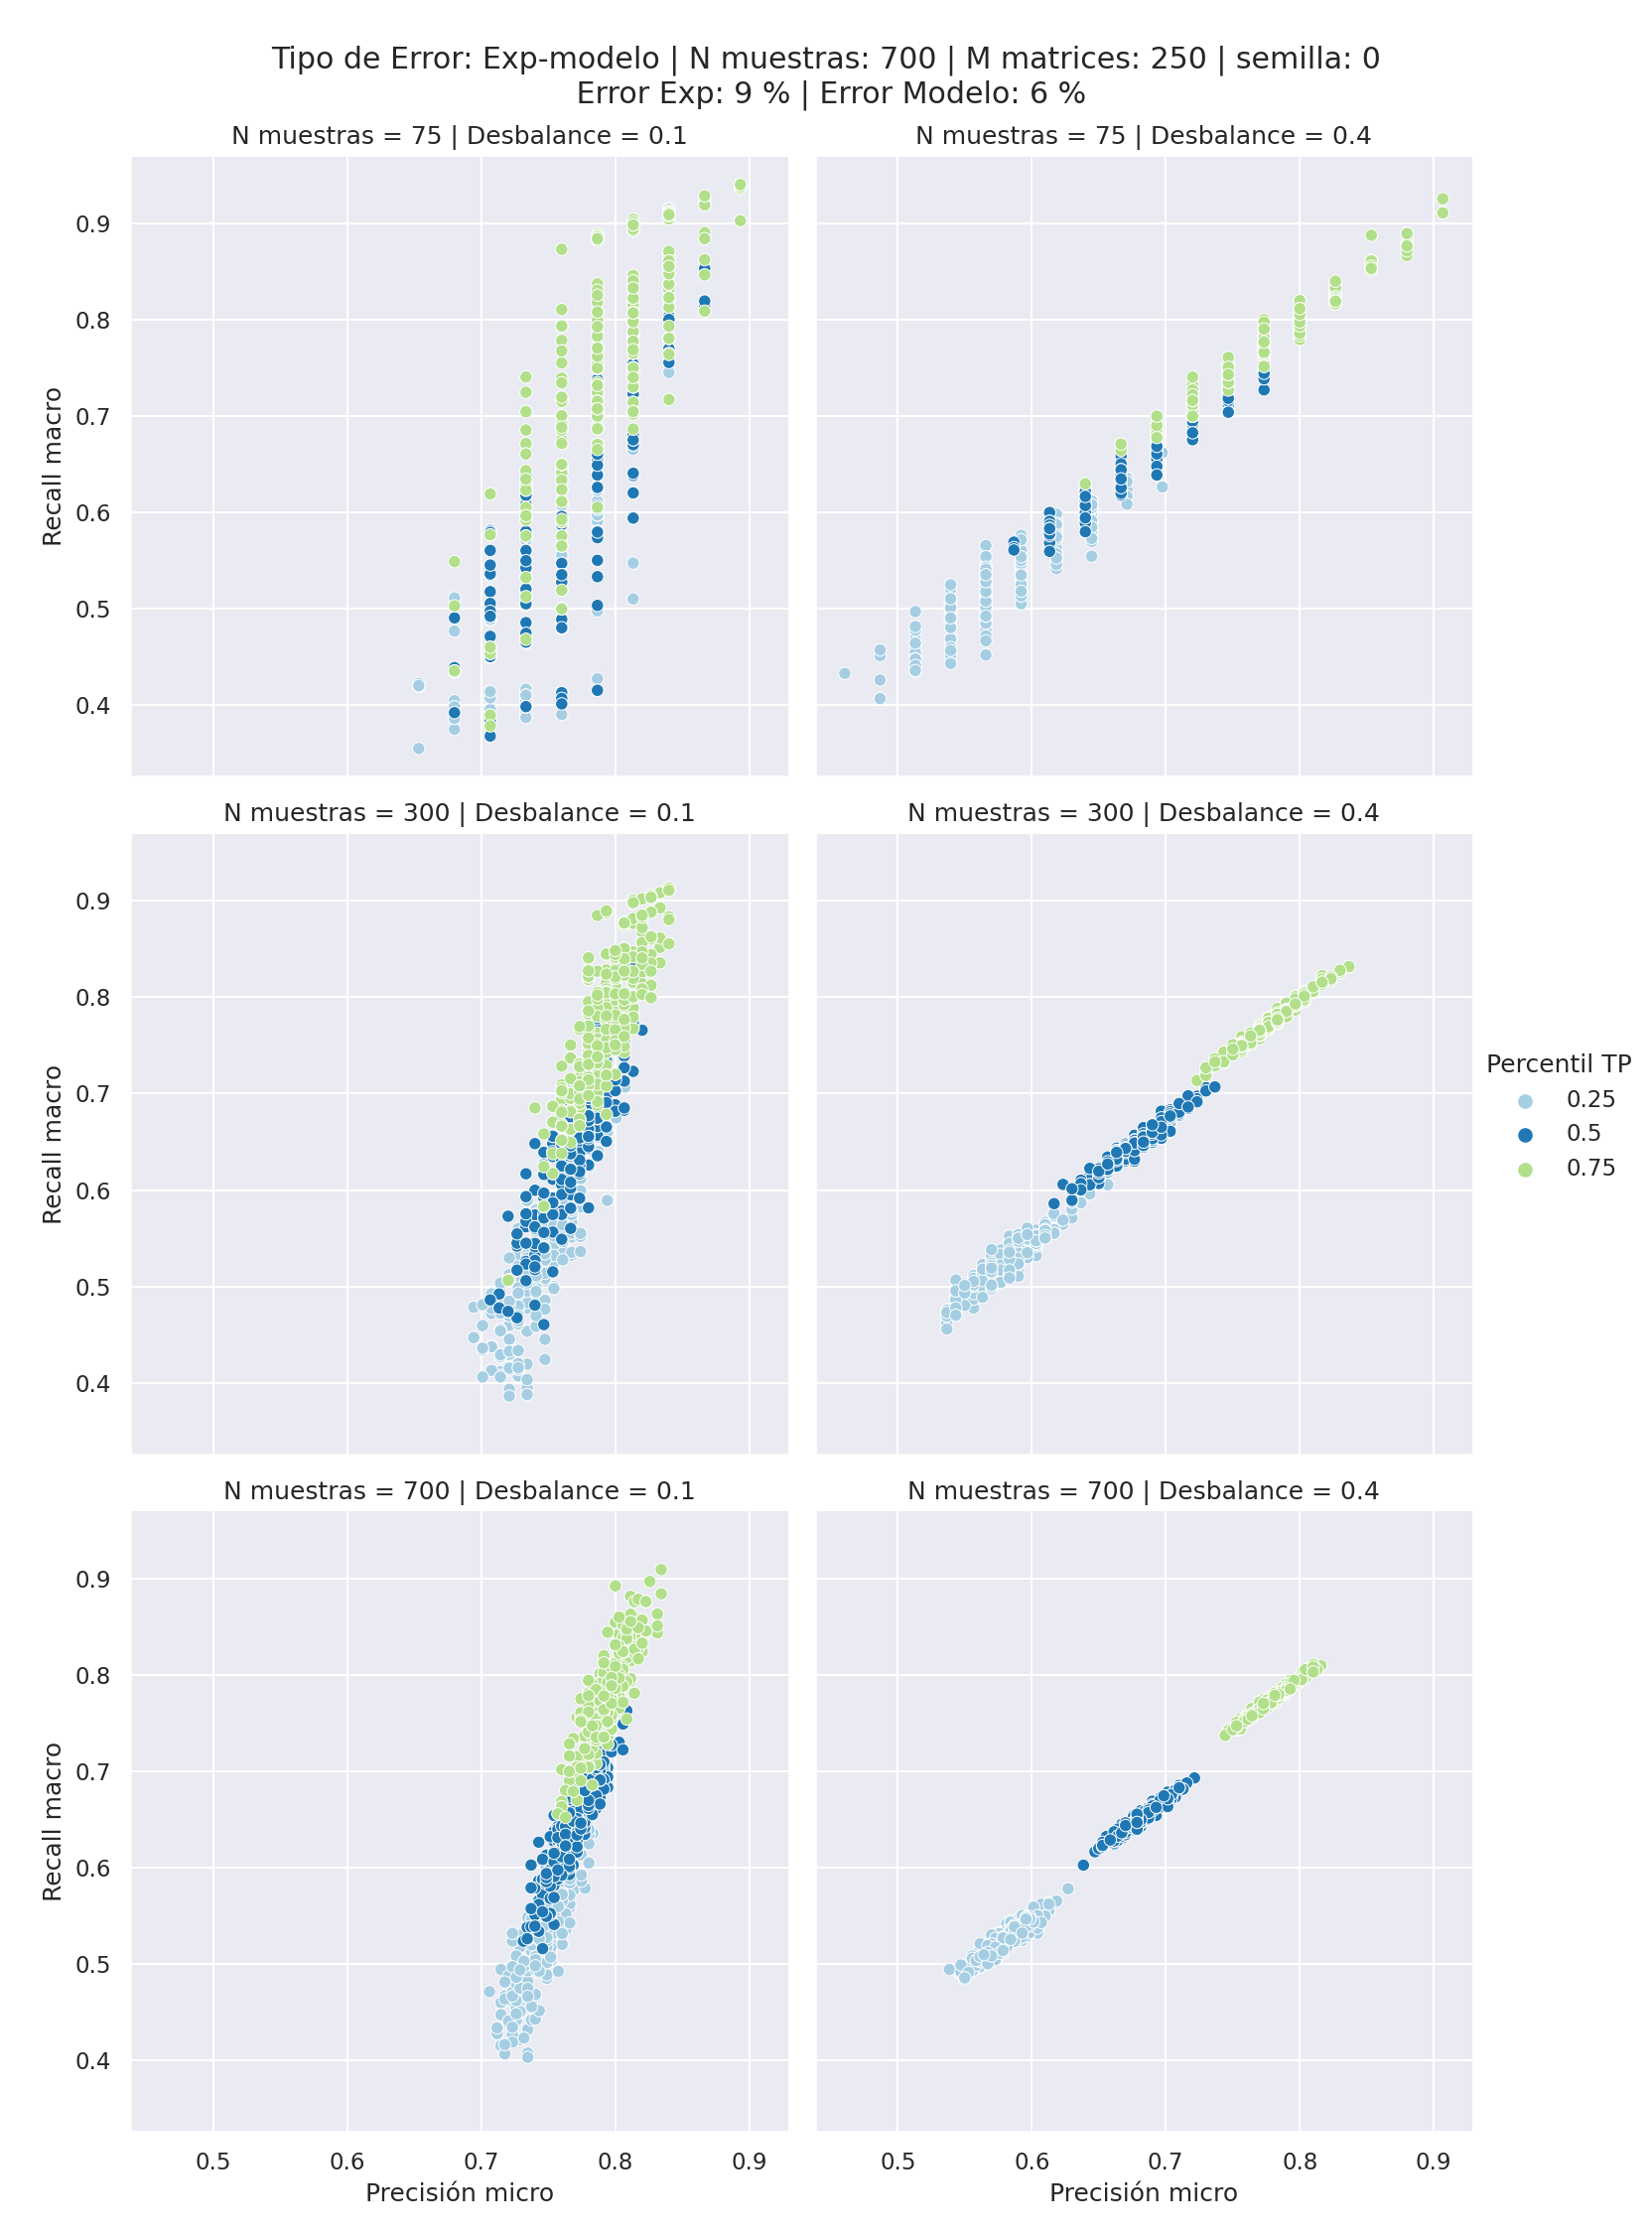 Tipo de Error: Exp-modelo | N muestras: 700 | M matrices: 250 | semilla: 0
Error Exp: 9 % | Error Modelo: 6 %
N muestras = 75 | Desbalance = 0.1
N muestras = 75 | Desbalance = 0.4
0.9
0.8
0.7
0.6
0.5
0.4
Recall macro
N muestras = 300 | Desbalance = 0.1
N muestras = 300 | Desbalance = 0.4
0.9
0.8
0.7
0.6
0.5
0.4
Recall macro
Percentil TP
0.25
0.5
0.75
N muestras = 700 | Desbalance = 0.1
N muestras = 700 | Desbalance = 0.4
0.9
0.8
0.7
0.6
0.5
0.4
Recall macro
0.5 0.6 0.7 0.8 0.9
0.5 0.6 0.7 0.8 0.9
Precisión micro
Precisión micro